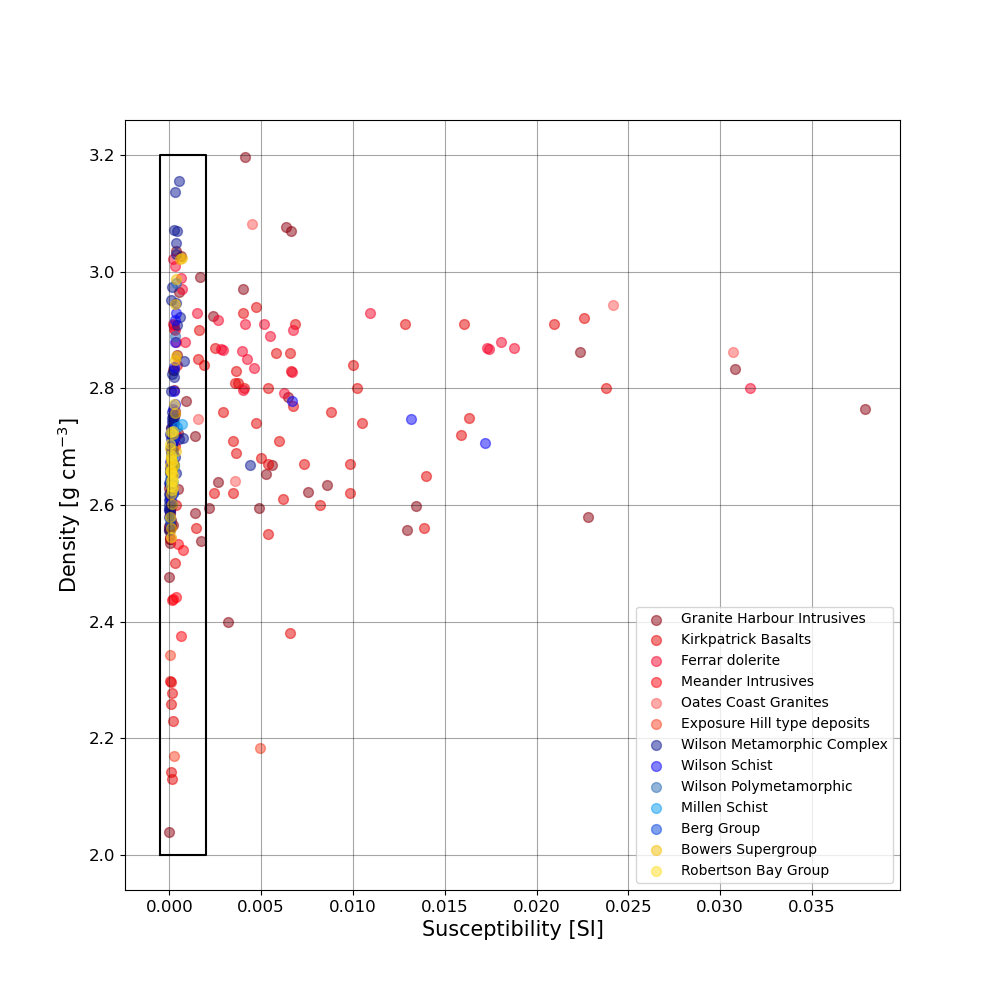 3.2
3.0
2.8
2.6
2.4
2.2
2.0
Density [g cm⁻³]
0.000 0.005 0.010 0.015 0.020 0.025 0.030 0.035
Susceptibility [SI]
Granite Harbour Intrusives
Kirkpatrick Basalts
Ferrar dolerite
Meander Intrusives
Oates Coast Granites
Exposure Hill type deposits
Wilson Metamorphic Complex
Wilson Schist
Wilson Polymetamorphic
Millen Schist
Berg Group
Bowers Supergroup
Robertson Bay Group